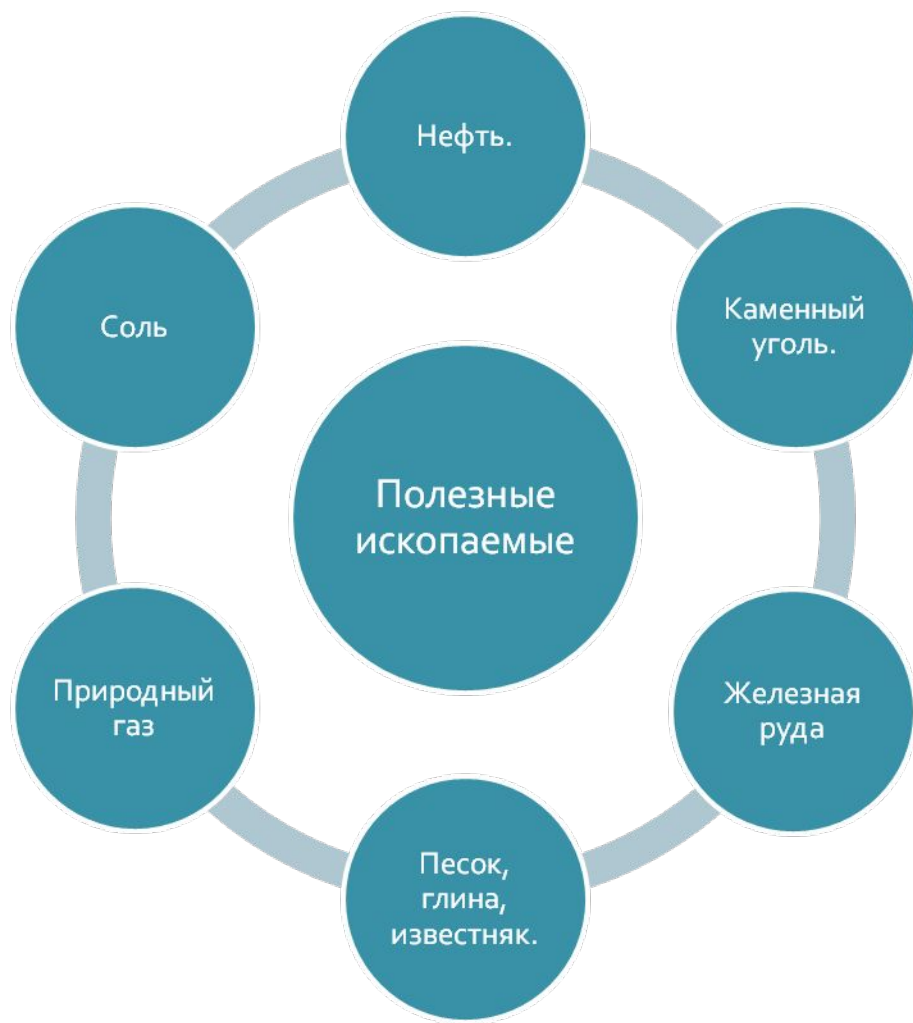 Нефть.
Каменный
уголь.
Железная
руда
Песок,
глина,
известняк.
Природный
газ
Соль
Полезные
ископаемые